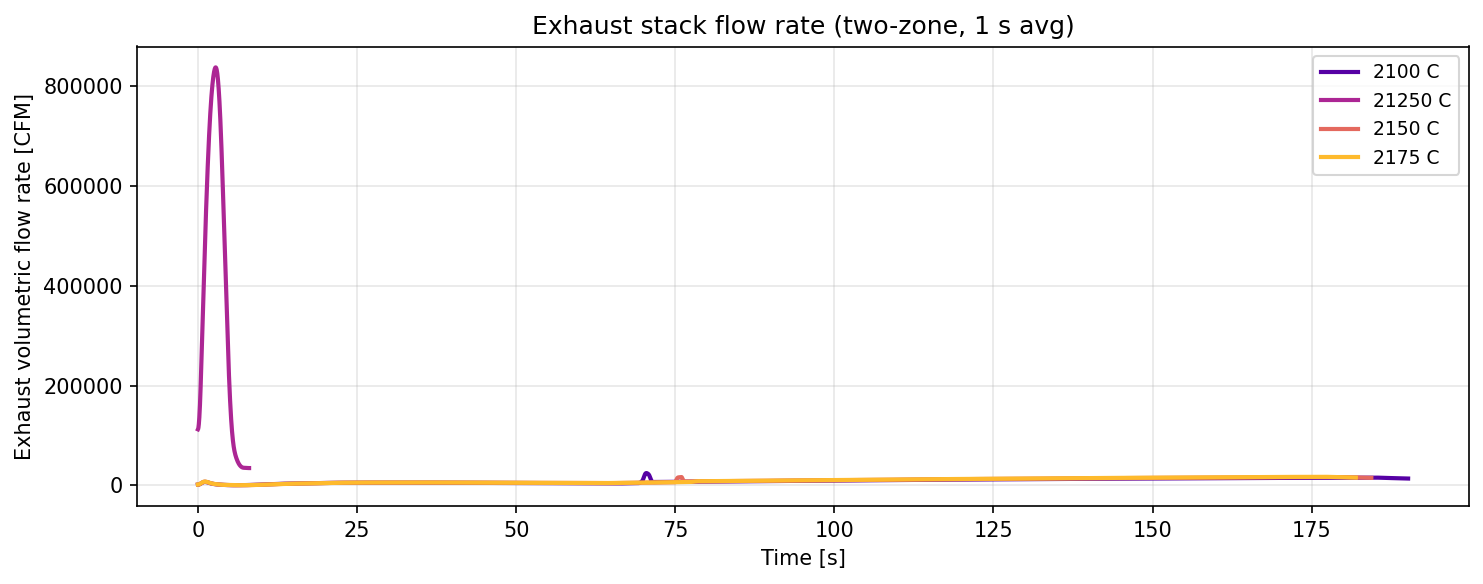 Exhaust stack flow rate (two-zone, 1 s avg)
Exhaust volumetric flow rate [CFM]
800000
600000
400000
200000
0
2100 C
21250 C
2150 C
2175 C
0 25 50 75 100 125 150 175
Time [s]